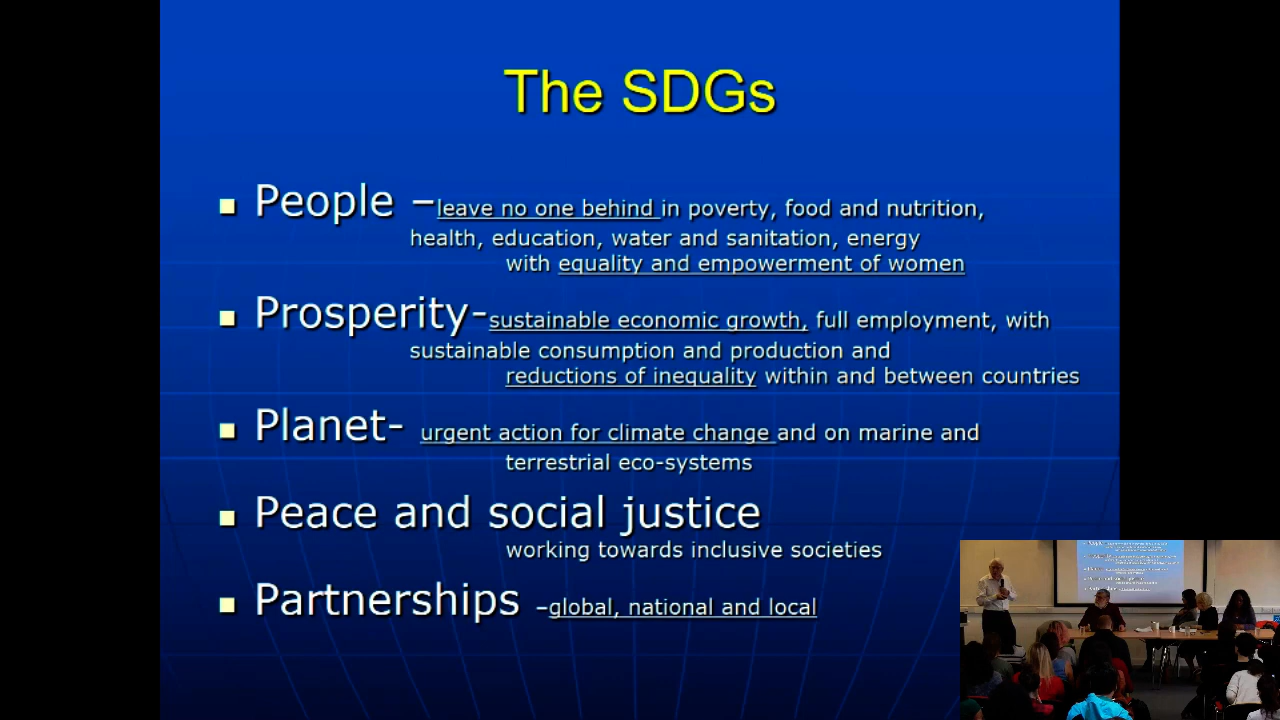 The SDGs
People –leave no one behind in poverty, food and nutrition,
health, education, water and sanitation, energy
with equality and empowerment of women
Prosperity-sustainable economic growth, full employment, with
sustainable consumption and production and
reductions of inequality within and between countries
Planet- urgent action for climate change and on marine and
terrestrial eco-systems
Peace and social justice
working towards inclusive societies
Partnerships –global, national and local